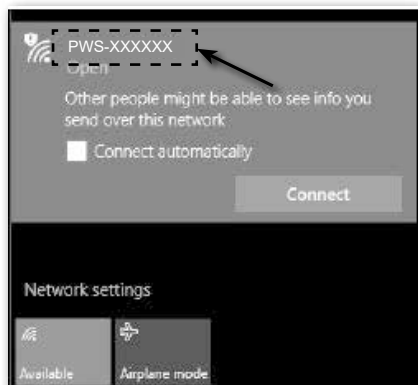 PWS-XXXXXX
Open
Other people might be able to see info you
send over this network
Connect automatically
Connect
Network settings
Available
Airplane mode